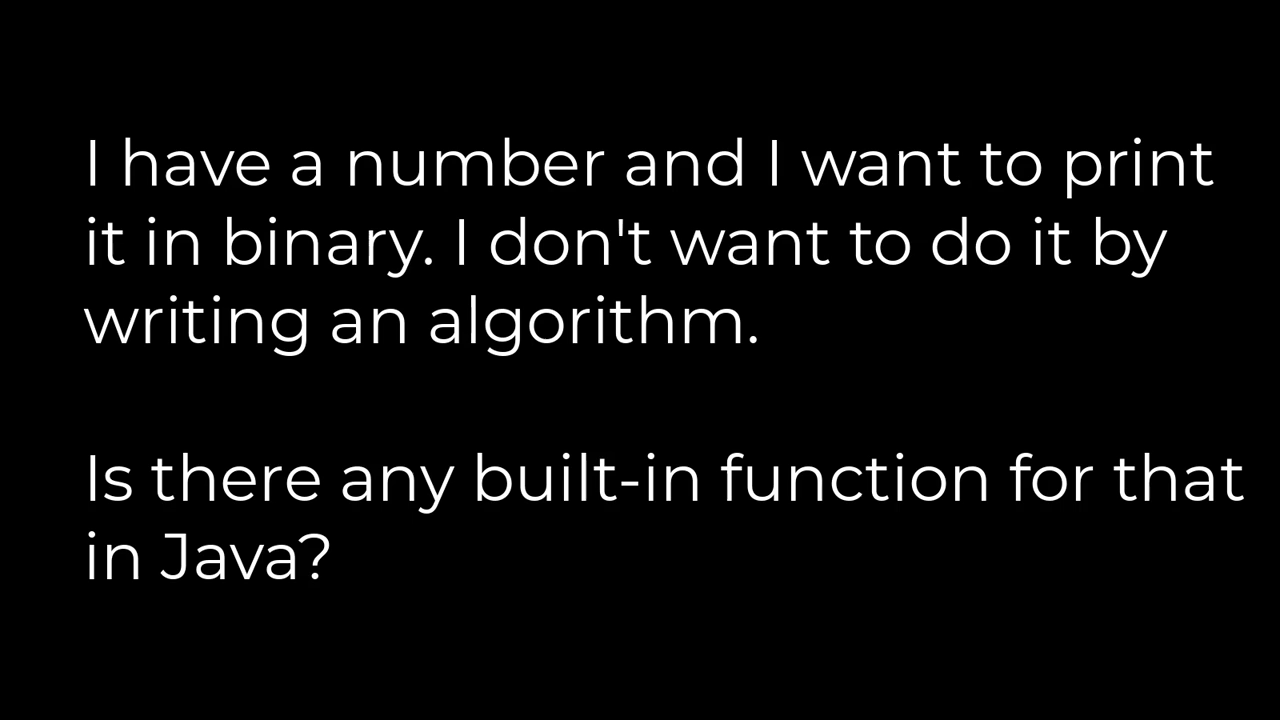 I have a number and I want to print
it in binary. I don't want to do it by
writing an algorithm.
Is there any built-in function for that
in Java?